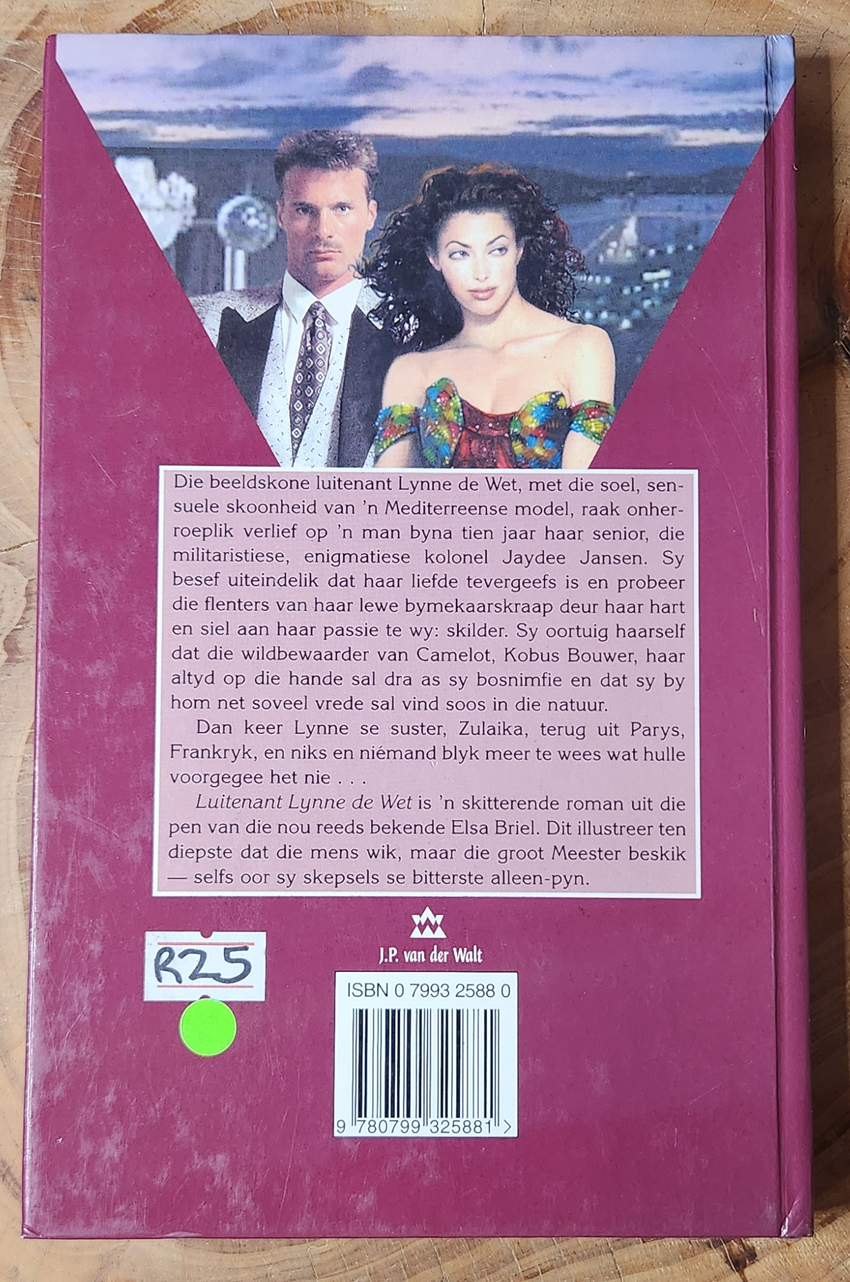 Die beeldskone luitenant Lynne de Wet, met die soel, sen-
suele skoonheid van 'n Mediterreense model, raak onher-
roeplik verlief op 'n man byna tien jaar haar senior, die
militaristiese, enigmatiese kolonel Jaydee Jansen. Sy
besef uiteindelik dat haar liefde tevergeefs is en probeer
die flenters van haar lewe bymekaarskraap deur haar hart
en siel aan haar passie te wy: skilder. Sy oortuig haarself
dat die wildbewaarder van Camelot, Kobus Bouwer, haar
altyd op die hande sal dra as sy bosnimfie en dat sy by
hom net soveel vrede sal vind soos in die natuur.
Dan keer Lynne se suster, Zulaika, terug uit Parys,
Frankryk, en niks en niémand blyk meer te wees wat hulle
voorgegee het nie . . .
Luitenant Lynne de Wet is 'n skitterende roman uit die
pen van die nou reeds bekende Elsa Briel. Dit illustreer ten
diepste dat die mens wik, maar die groot Meester beskik
— selfs oor sy skepsels se bitterste alleen-pyn.
J.P. van der Walt
R25
ISBN 0 7993 2588 0
9 780799 325881 >